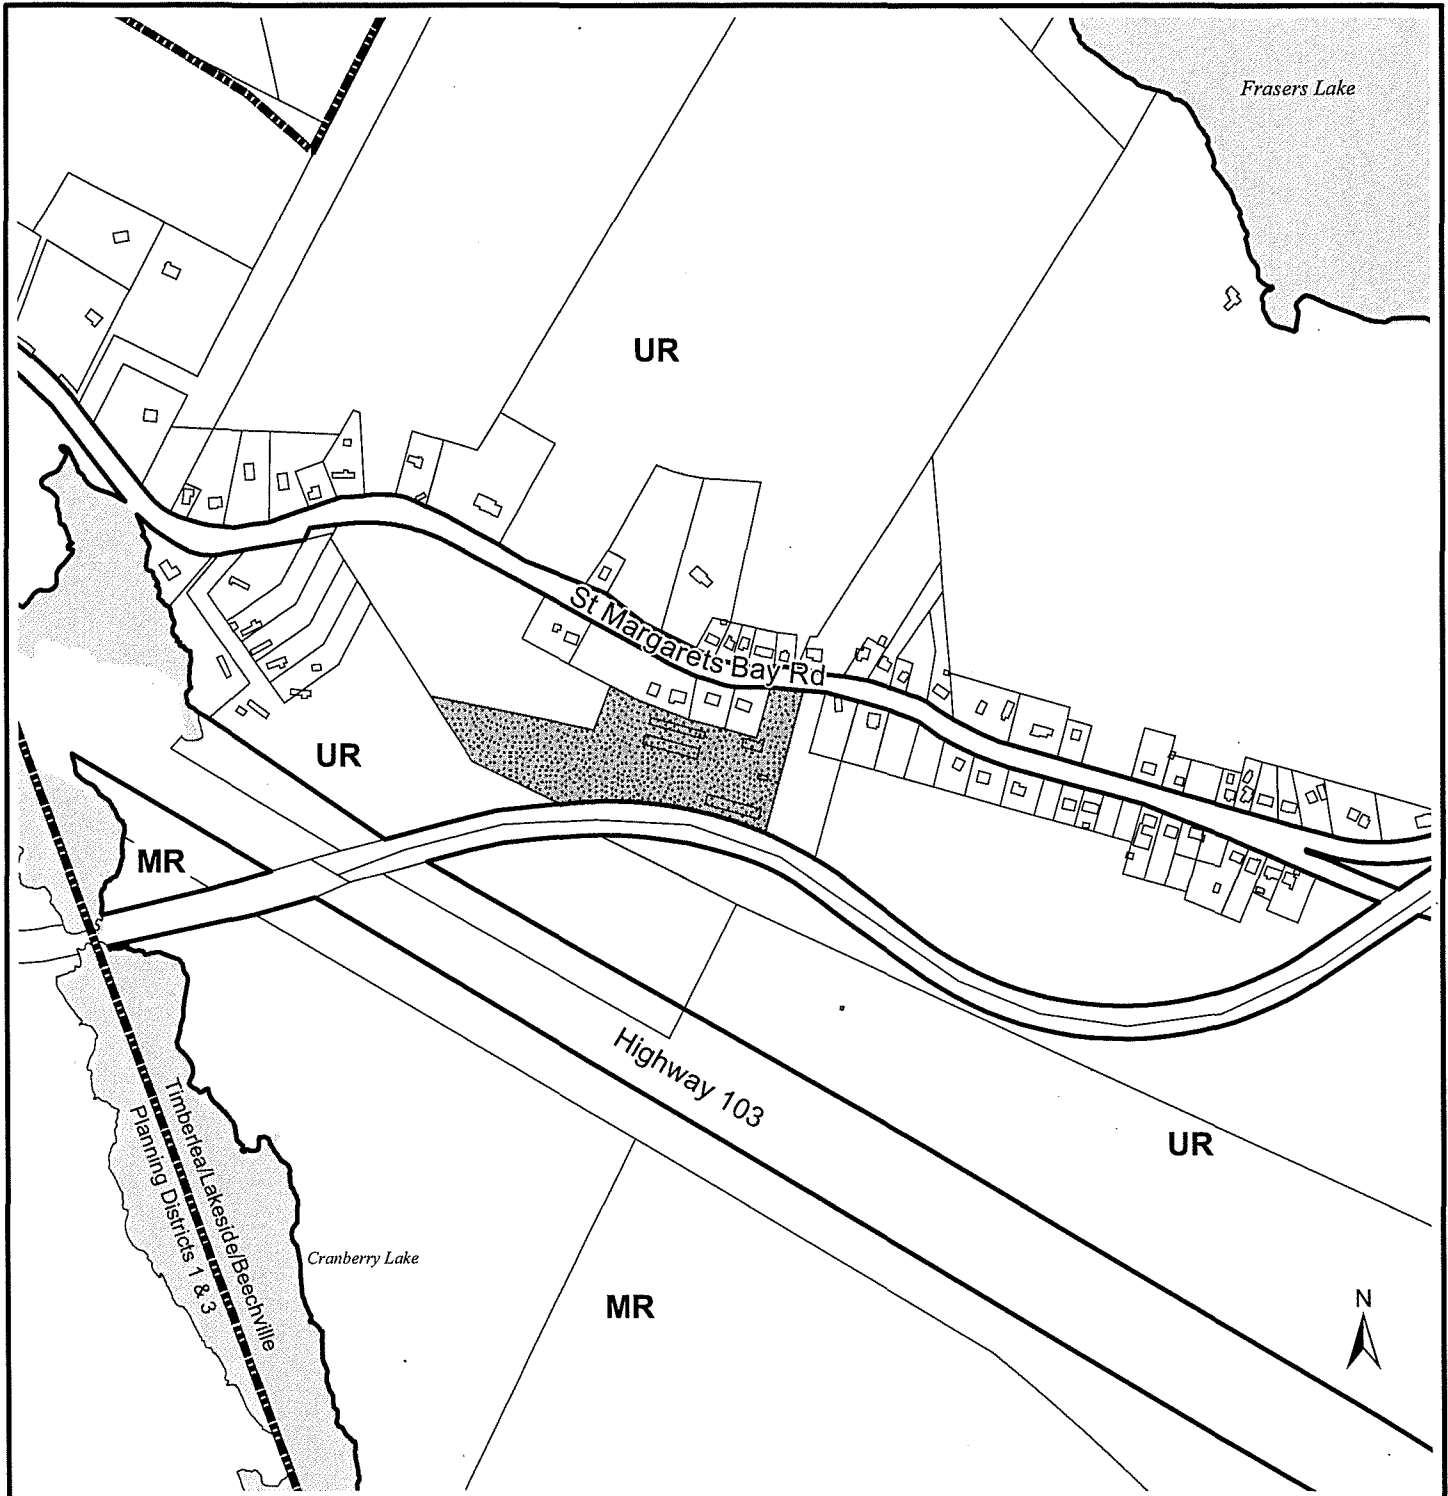 Frasers Lake
UR
St Margarets Bay Rd
UR
MR
Highway 103
Timberlea/Lakeside/Beechville
Planning Districts 1 & 3
UR
Cranberry Lake
MR
N